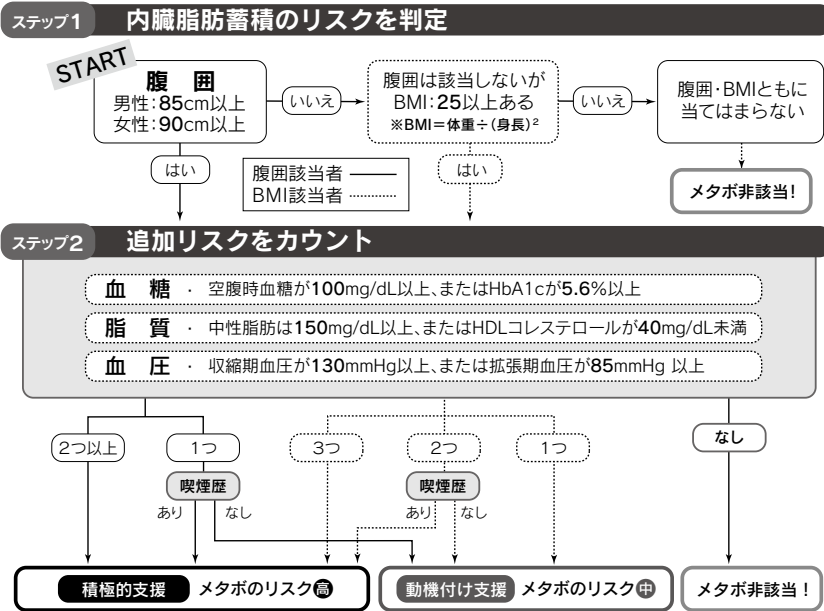 ステップ1 内臓脂肪蓄積のリスクを判定
START
腹 囲
男性:85cm以上
女性:90cm以上
いいえ
腹囲は該当しないが
BMI:25以上ある
※BMI=体重÷(身長)²
いいえ
腹囲・BMIともに
当てはまらない
はい
腹囲該当者
BMI該当者
はい
メタボ非該当!
ステップ2 追加リスクをカウント
血 糖 ・ 空腹時血糖が100mg/dL以上、またはHbA1cが5.6%以上
脂 質 ・ 中性脂肪は150mg/dL以上、またはHDLコレステロールが40mg/dL未満
血 圧 ・ 収縮期血圧が130mmHg以上、または拡張期血圧が85mmHg 以上
2つ以上
1つ
3つ
2つ
1つ
なし
喫煙歴
あり なし
喫煙歴
あり なし
積極的支援 メタボのリスク高
動機付け支援 メタボのリスク中
メタボ非該当!